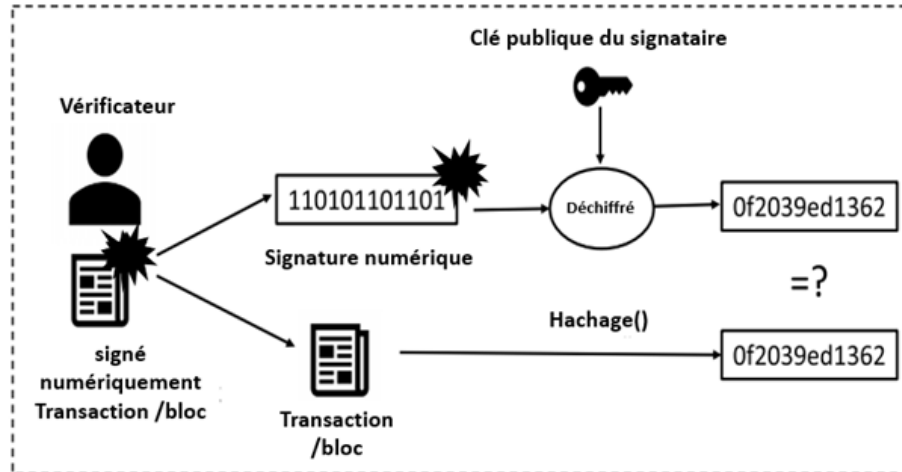 Clé publique du signataire
Vérificateur
110101101101
Déchiffré
0f2039ed1362
Signature numérique
=?
Hachage()
signé
numériquement
Transaction /bloc
0f2039ed1362
Transaction
/bloc